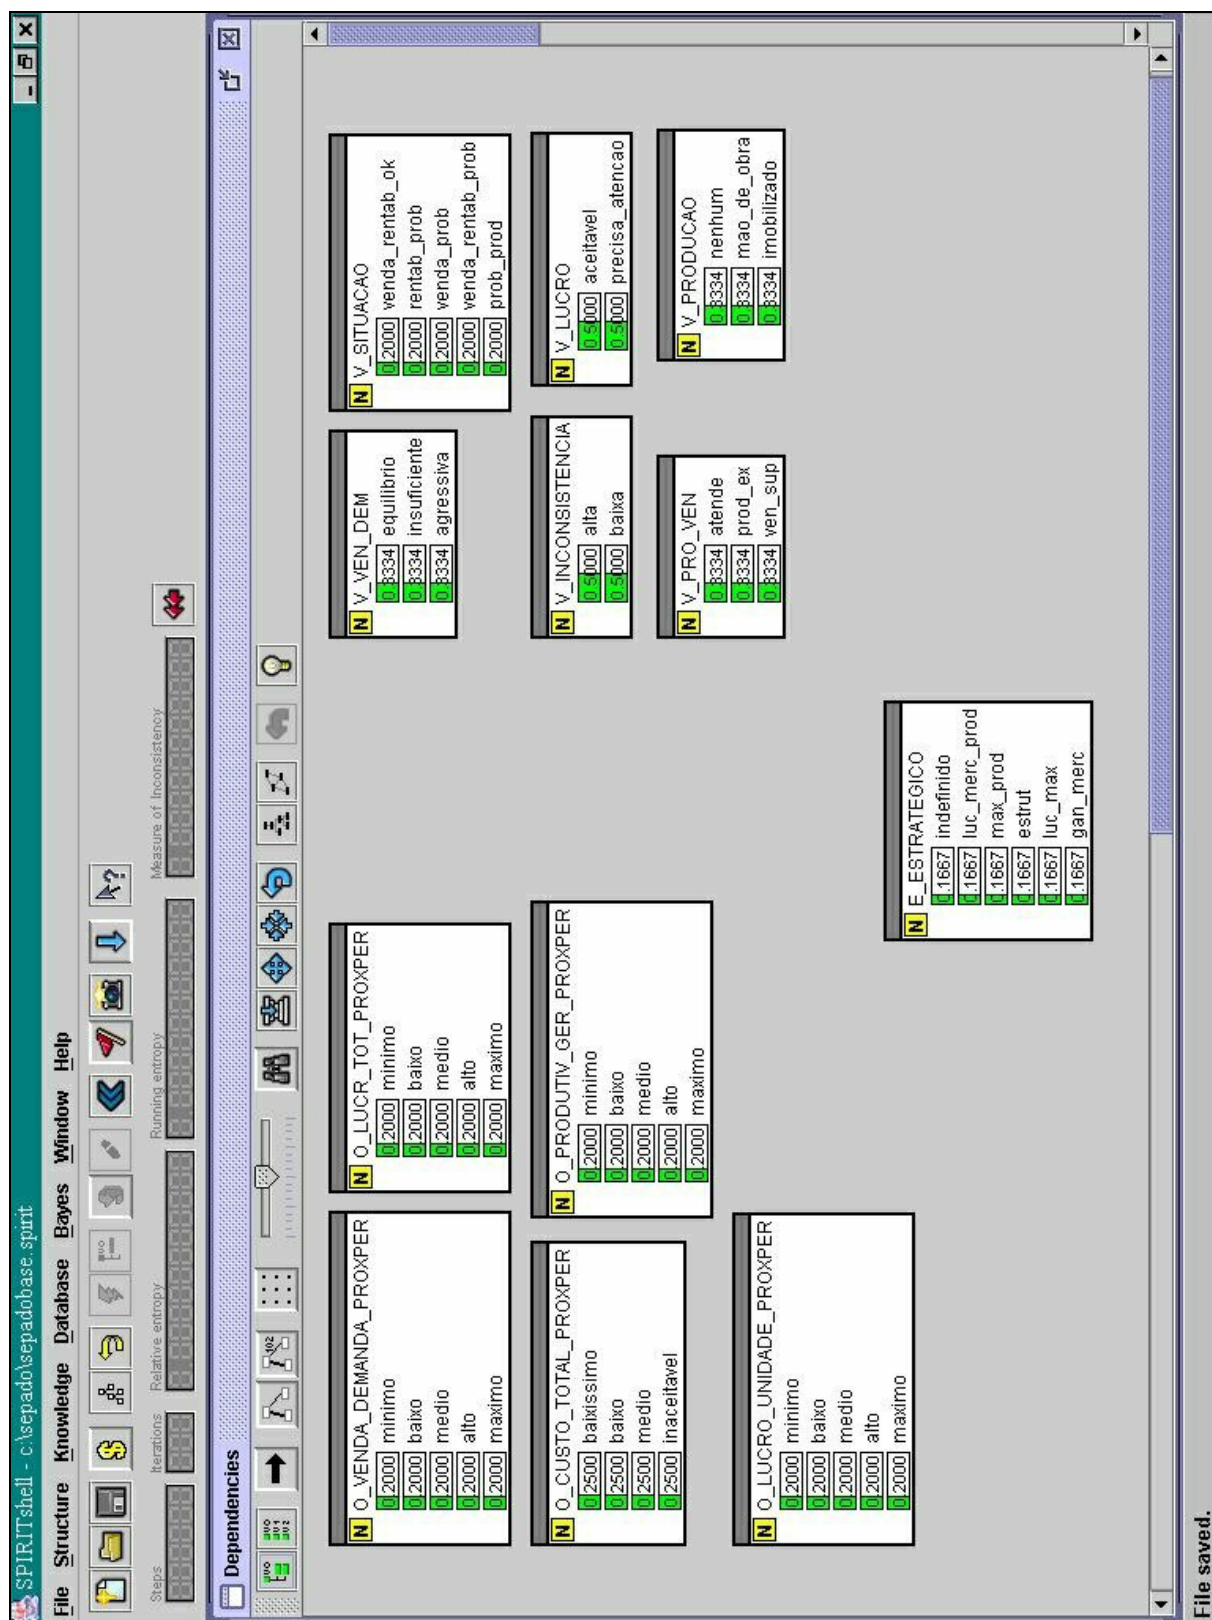 SPIRITshell - c:\sepado\sepadobase.spirit
File Structure Knowledge Database Bayes Window Help
Steps Iterations Relative entropy Running entropy Measure of Inconsistency
Dependencies
102
N O_VENDA_DEMANDA_PROXPER
0.2000 minimo
0.2000 baixo
0.2000 medio
0.2000 alto
0.2000 maximo
N O_LUCR_TOT_PROXPER
0.2000 minimo
0.2000 baixo
0.2000 medio
0.2000 alto
0.2000 maximo
N V_VEN_DEM
0.3334 equilibrio
0.3334 insuficiente
0.3334 agressiva
N V_SITUACAO
0.2000 venda_rentab_ok
0.2000 rentab_prob
0.2000 venda_prob
0.2000 venda_rentab_prob
0.2000 prob_prod
N O_CUSTO_TOTAL_PROXPER
0.2500 baixissimo
0.2500 baixo
0.2500 medio
0.2500 inaceitavel
N O_PRODUTIV_GER_PROXPER
0.2000 minimo
0.2000 baixo
0.2000 medio
0.2000 alto
0.2000 maximo
N V_INCONSISTENCIA
0.5000 alta
0.5000 baixa
N V_LUCRO
0.5000 aceitavel
0.5000 precisa_atencao
N V_PRO_VEN
0.3334 atende
0.3334 prod_ex
0.3334 ven_sup
N V_PRODUCAO
0.3334 nenhum
0.3334 mao_de_obra
0.3334 imobilizado
N O_LUCRO_UNIDADE_PROXPER
0.2000 minimo
0.2000 baixo
0.2000 medio
0.2000 alto
0.2000 maximo
N E_ESTRATEGICO
0.1667 indefinido
0.1667 luc_merc_prod
0.1667 max_prod
0.1667 estrut
0.1667 luc_max
0.1667 gan_merc
File saved.